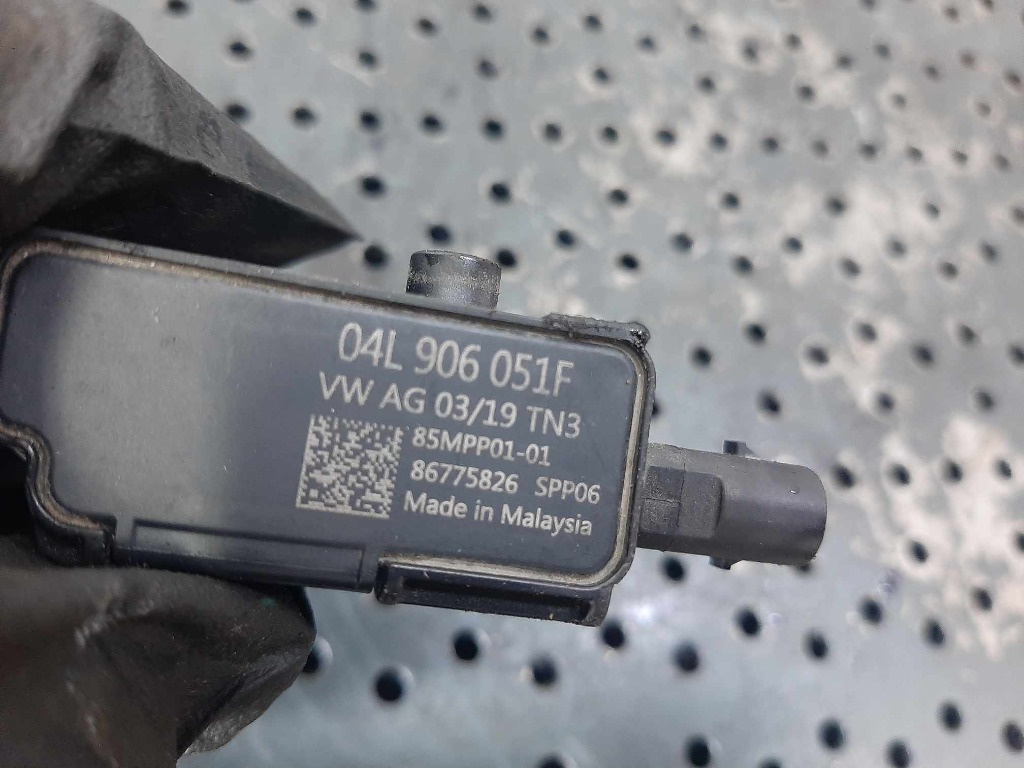 04L 906 051F
VW AG 03/19 TN3
85MPP01-01
86775826 SPP06
Made in Malaysia